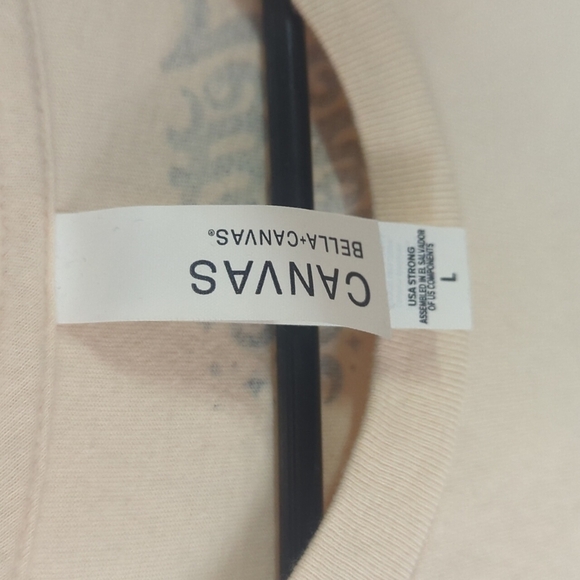 CANVAS
BELLA+CANVAS®
L
USA STRONG
ASSEMBLED IN EL SALVADOR
OF US COMPONENTS